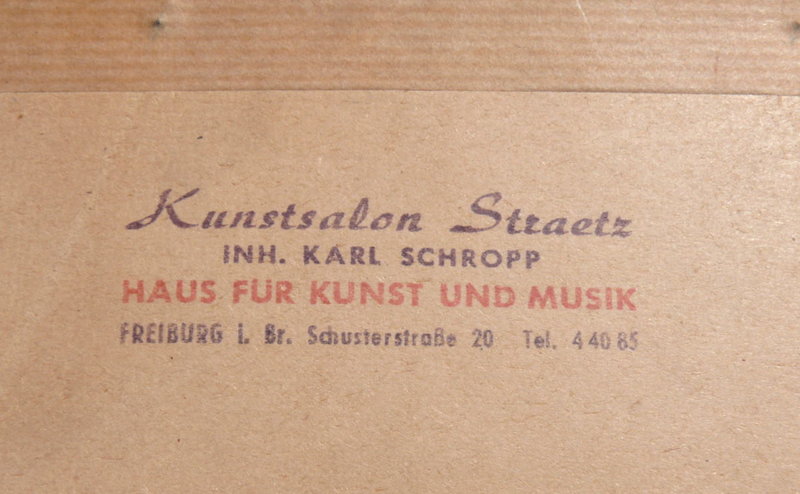 Kunstsalon Straetz
INH. KARL SCHROPP
HAUS FÜR KUNST UND MUSIK
FREIBURG i. Br. Schusterstraße 20 Tel. 4 40 85